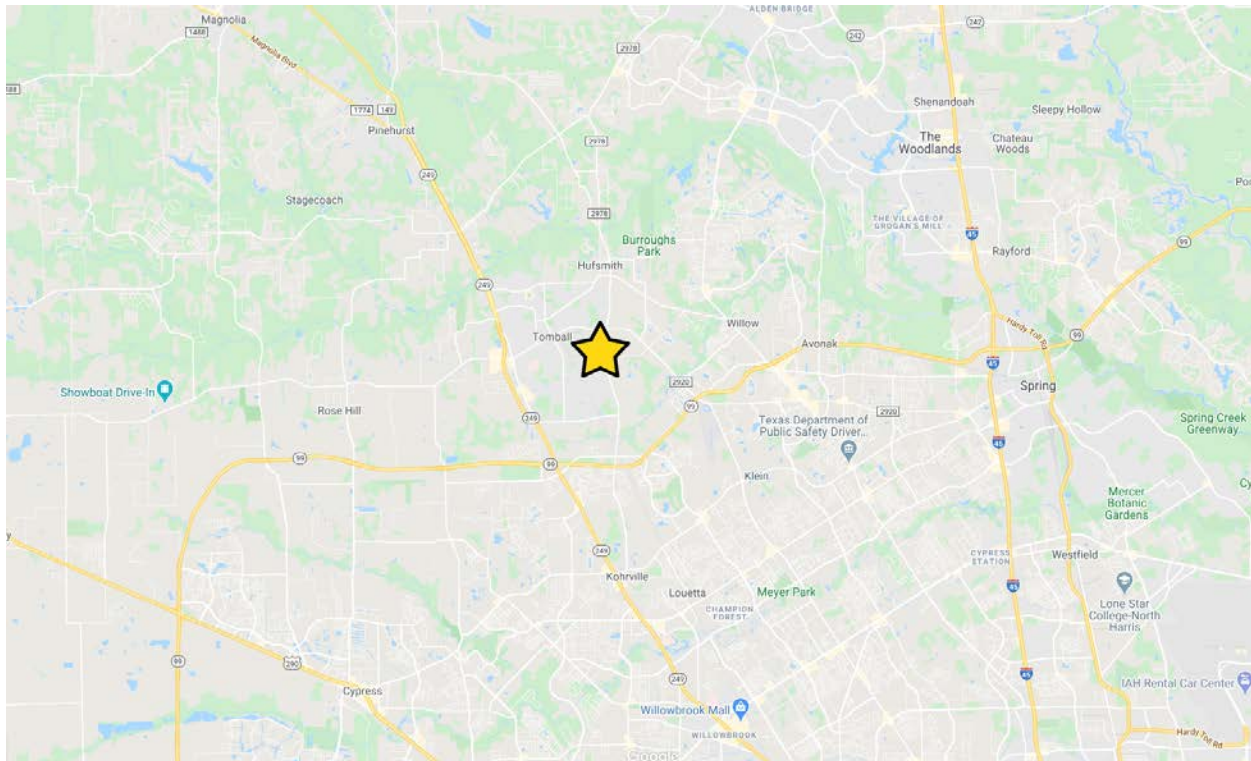 ALDEN BRIDGE
Magnolia
1488
242
242
Magnolia Blvd
2978
1774
149
Pinehurst
Shenandoah
Sleepy Hollow
The
Woodlands
Chateau
Woods
2978
249
Stagecoach
2978
THE VILLAGE OF
GROGAN'S MILL
45
99
Burroughs
Park
Rayford
Hufsmith
249
Willow
Hardy Toll Rd
99
Tomball
Avonak
45
Showboat Drive-In
2920
Spring
Rose Hill
99
249
2920
Texas Department of
Public Safety Driver...
Spring Creek
Greenway
45
99
99
Klein
Mercer
Botanic
Gardens
249
CYPRESS
STATION
Westfield
Kohrville
Louetta
Meyer Park
45
CHAMPION
FOREST
Lone Star
College-North
Harris
99
290
Cypress
249
45
IAH Rental Car Center
Willowbrook Mall
WILLOWBROOK
Hardy Toll Rd
Google